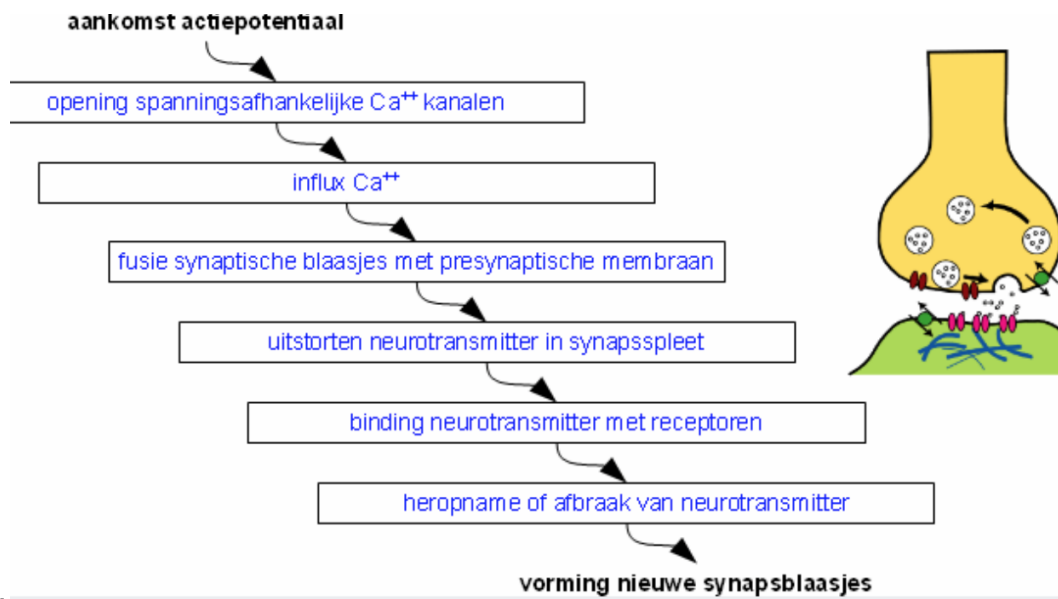 aankomst actiepotentiaal
opening spanningsafhankelijke Ca⁺⁺ kanalen
influx Ca⁺⁺
fusie synaptische blaasjes met presynaptische membraan
uitstorten neurotransmitter in synapsspleet
binding neurotransmitter met receptoren
heropname of afbraak van neurotransmitter
vorming nieuwe synapsblaasjes